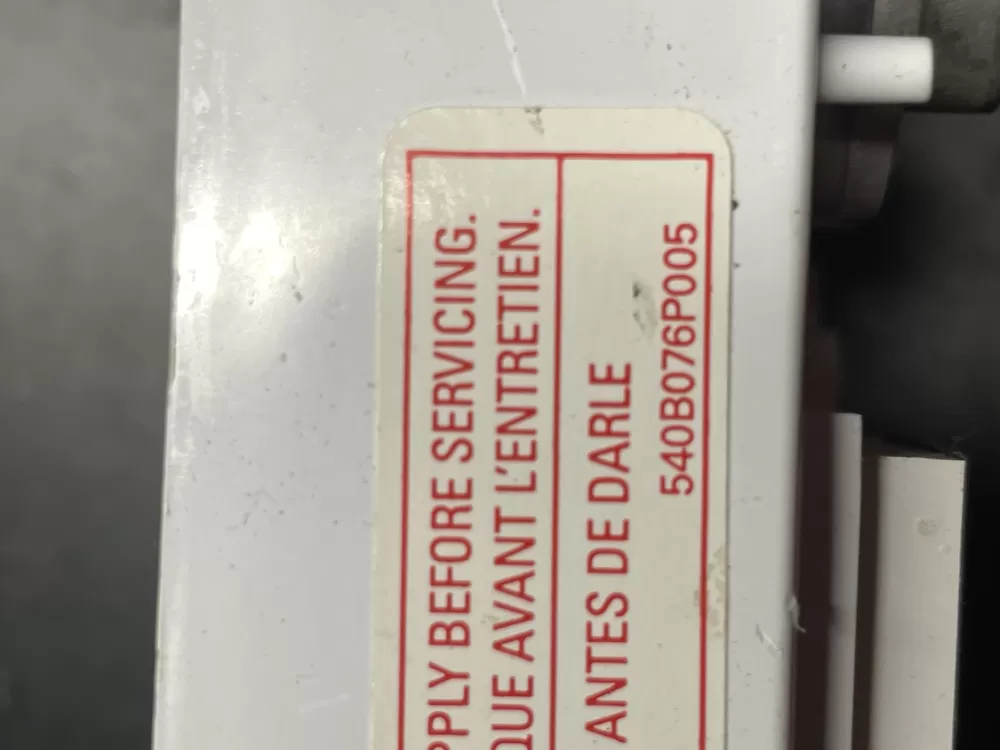 PPLY BEFORE SERVICING.
QUE AVANT L'ENTRETIEN.
ANTES DE DARLE
540B076P005